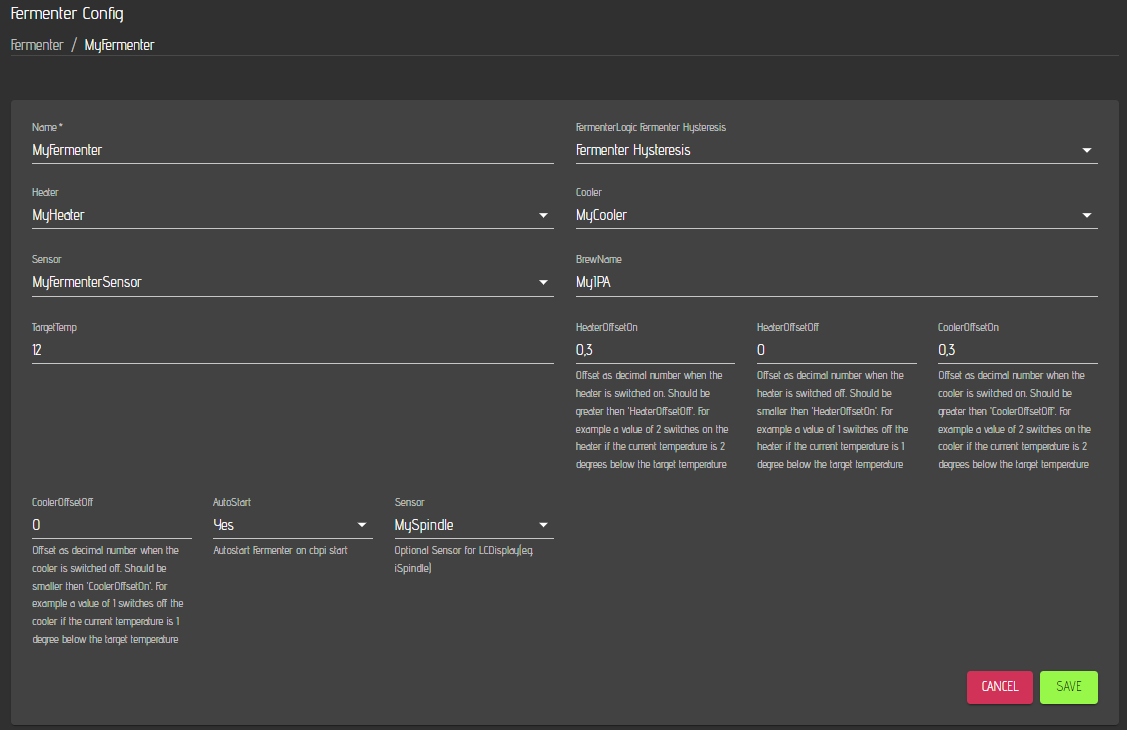 Fermenter Config
Fermenter / MyFermenter
Name *
MyFermenter
FermenterLogic Fermenter Hysteresis
Fermenter Hysteresis
Heater
MyHeater
Cooler
MyCooler
Sensor
MyFermenterSensor
BrewName
MyIPA
TargetTemp
12
HeaterOffsetOn
0,3
Offset as decimal number when the
heater is switched on. Should be
greater then 'HeaterOffsetOff'. For
example a value of 2 switches on the
heater if the current temperature is 2
degrees below the target temperature
HeaterOffsetOff
0
Offset as decimal number when the
heater is switched off. Should be
smaller then 'HeaterOffsetOn'. For
example a value of 1 switches off the
heater if the current temperature is 1
degree below the target temperature
CoolerOffsetOn
0,3
Offset as decimal number when the
cooler is switched on. Should be
greater then 'CoolerOffsetOff'. For
example a value of 2 switches on the
cooler if the current temperature is 2
degrees below the target temperature
CoolerOffsetOff
0
Offset as decimal number when the
cooler is switched off. Should be
smaller then 'CoolerOffsetOn'. For
example a value of 1 switches off the
cooler if the current temperature is 1
degree below the target temperature
AutoStart
Yes
Autostart Fermenter on cbpi start
Sensor
MySpindle
Optional Sensor for LCDisplay(eg.
iSpindle)
CANCEL
SAVE